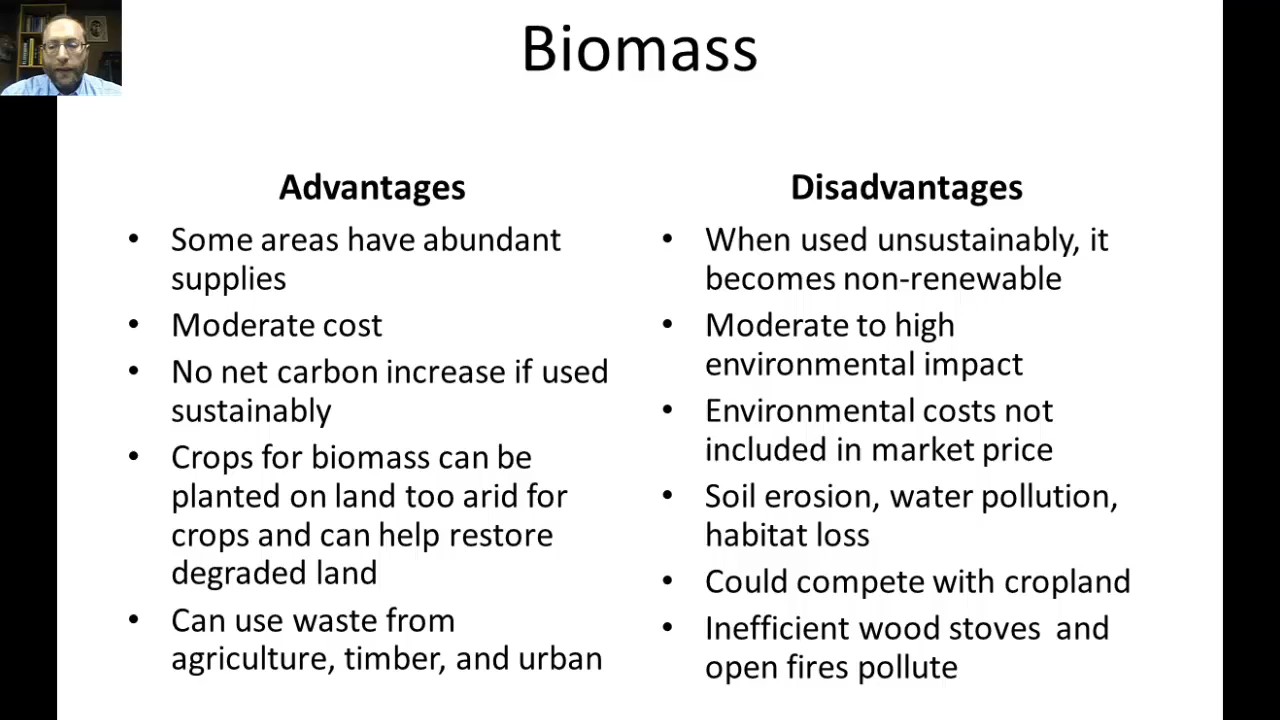 Biomass
Advantages
• Some areas have abundant
supplies
• Moderate cost
• No net carbon increase if used
sustainably
• Crops for biomass can be
planted on land too arid for
crops and can help restore
degraded land
• Can use waste from
agriculture, timber, and urban
Disadvantages
• When used unsustainably, it
becomes non-renewable
• Moderate to high
environmental impact
• Environmental costs not
included in market price
• Soil erosion, water pollution,
habitat loss
• Could compete with cropland
• Inefficient wood stoves and
open fires pollute